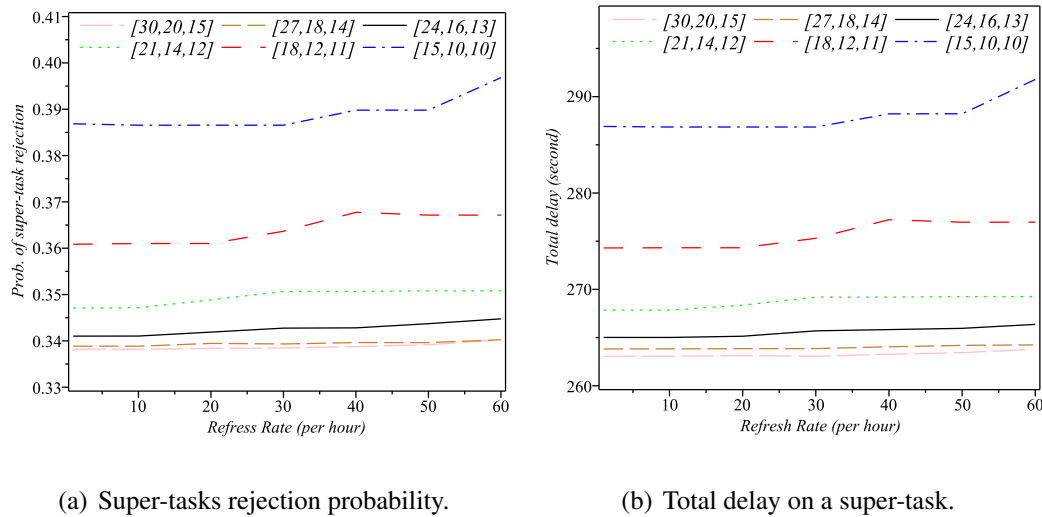 [30,20,15] [27,18,14] [24,16,13]
[21,14,12] [18,12,11] [15,10,10]
0.41
0.40
0.39
0.38
0.37
0.36
0.35
0.34
0.33
Prob. of super-task rejection
10 20 30 40 50 60
Refress Rate (per hour)
(a) Super-tasks rejection probability.
[30,20,15] [27,18,14] [24,16,13]
[21,14,12] [18,12,11] [15,10,10]
290
280
270
260
Total delay (second)
10 20 30 40 50 60
Refresh Rate (per hour)
(b) Total delay on a super-task.